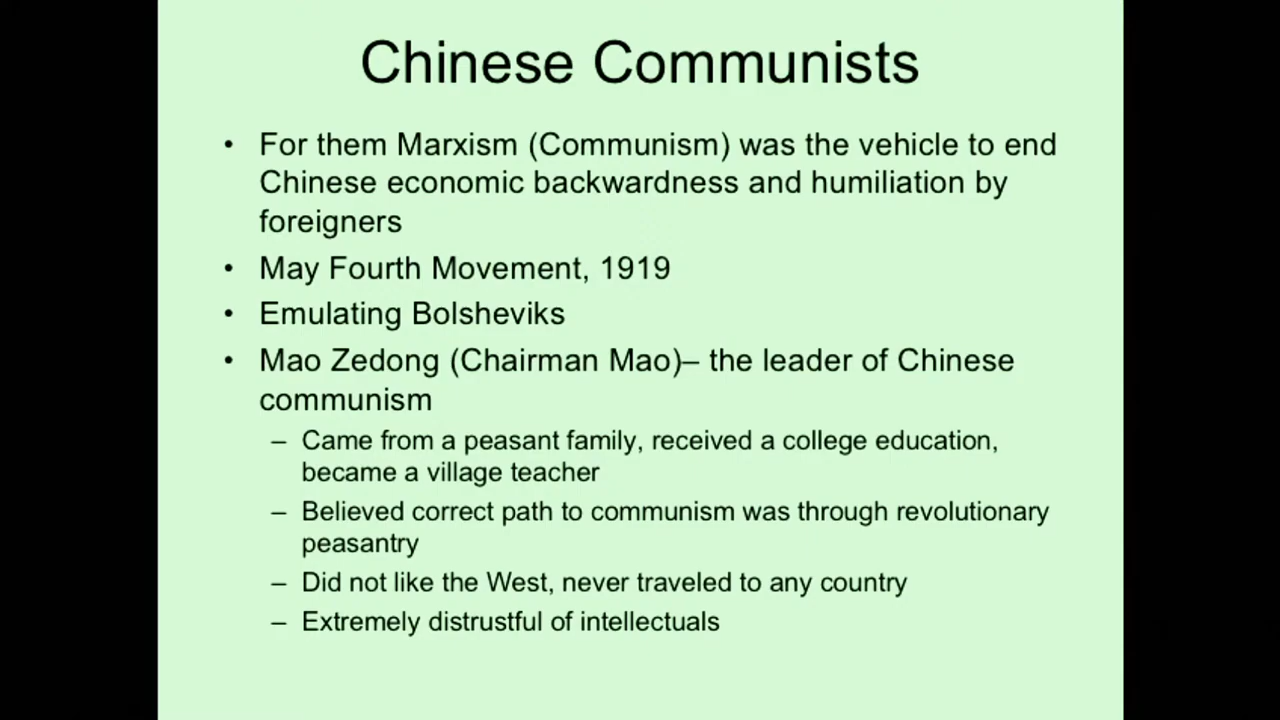 Chinese Communists
• For them Marxism (Communism) was the vehicle to end
Chinese economic backwardness and humiliation by
foreigners
• May Fourth Movement, 1919
• Emulating Bolsheviks
• Mao Zedong (Chairman Mao)– the leader of Chinese
communism
– Came from a peasant family, received a college education,
became a village teacher
– Believed correct path to communism was through revolutionary
peasantry
– Did not like the West, never traveled to any country
– Extremely distrustful of intellectuals